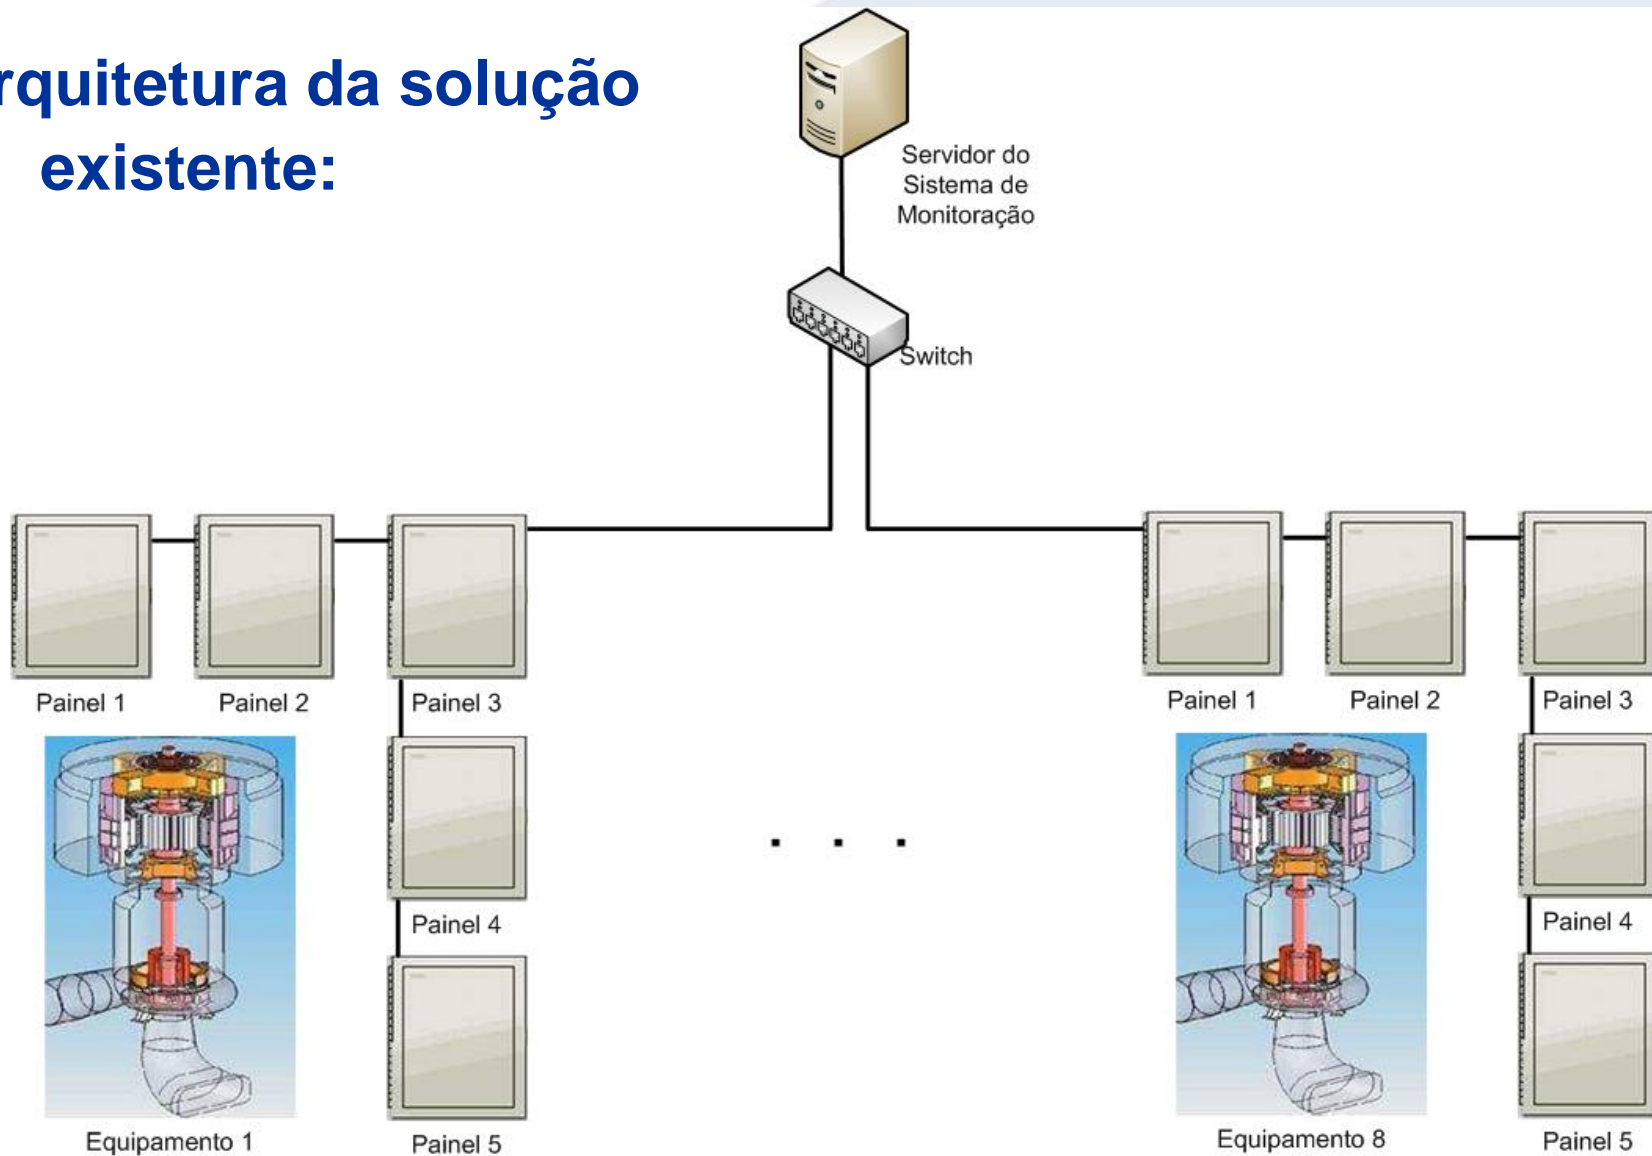 rquitetura da solução
existente:
Servidor do
Sistema de
Monitoração
Switch
Painel 1
Painel 2
Painel 3
Painel 1
Painel 2
Painel 3
Painel 4
Painel 4
Equipamento 1
Painel 5
Equipamento 8
Painel 5